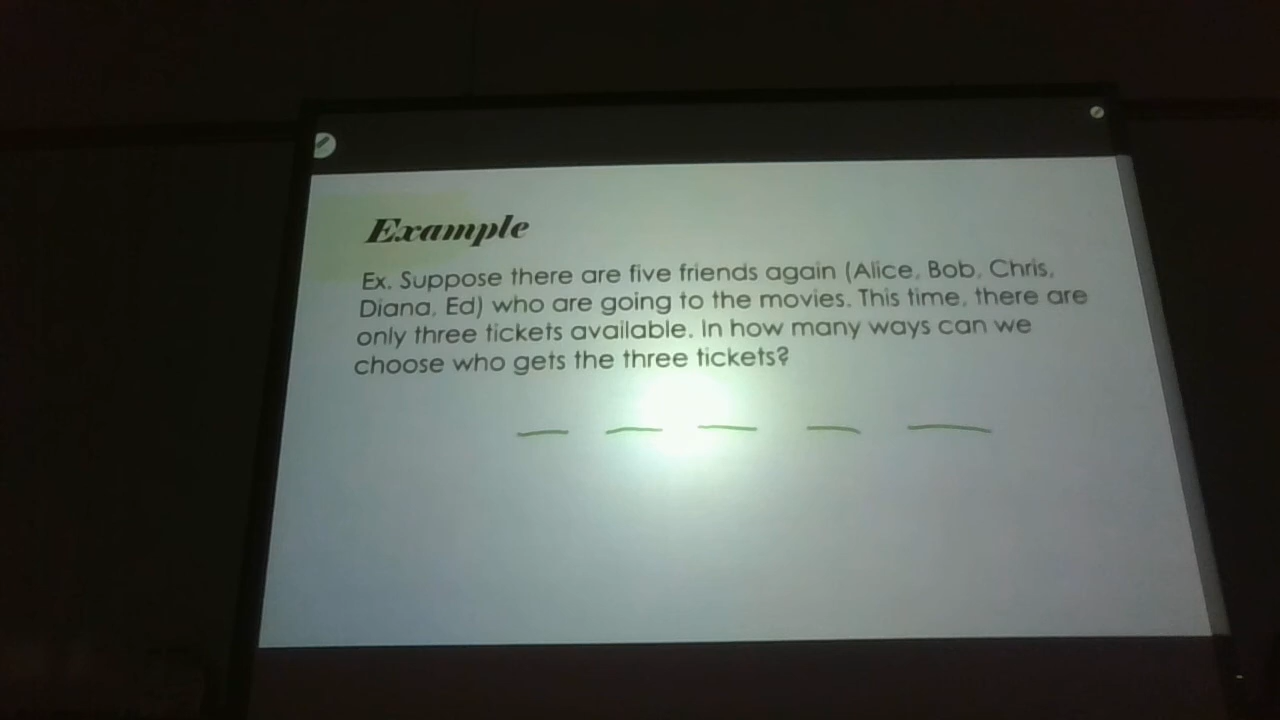 Example
Ex. Suppose there are five friends again (Alice, Bob, Chris,
Diana, Ed) who are going to the movies. This time, there are
only three tickets available. In how many ways can we
choose who gets the three tickets?